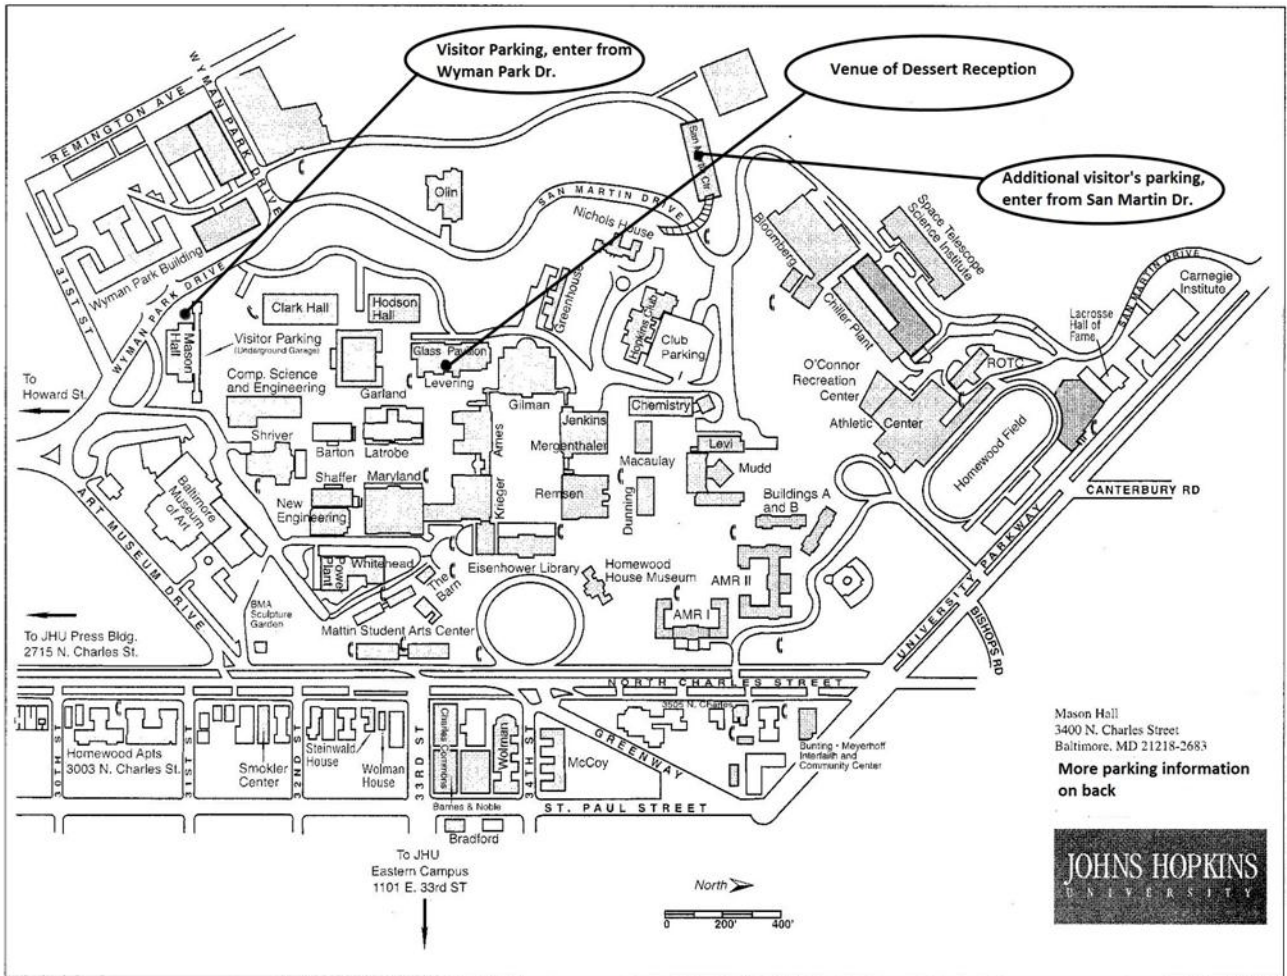 Visitor Parking, enter from
Wyman Park Dr.
Venue of Dessert Reception
Additional visitor's parking,
enter from San Martin Dr.
REMINGTON AVE
WYMAN PARK DRIVE
31ST ST
Wyman Park Building
WYMAN PARK DRIVE
Olin
SAN MARTIN DRIVE
Nichols House
Bloomberg
Space Telescope
Science Institute
Chiller Plant
SAN MARTIN DRIVE
Carnegie
Institute
Lacrosse
Hall of
Fame
ROTC
Mason
Hall
Clark Hall
Hodson
Hall
Greenhouse
Hopkins Club
Club
Parking
Visitor Parking
(Underground Garage)
Glass Pavilion
Levering
To
Howard St.
Comp. Science
and Engineering
Garland
Gilman
Chemistry
O'Connor
Recreation
Center
Athletic Center
Homewood Field
Shriver
Barton
Latrobe
Ames
Jenkins
Mergenthaler
Macaulay
Levi
Mudd
Shaffer
Maryland
New
Engineering
Krieger
Remsen
Dunning
Buildings A
and B
CANTERBURY RD
Baltimore
Museum
of Art
ART MUSEUM DRIVE
Power
Plant
Whitehead
The Barn
Eisenhower Library
Homewood
House Museum
AMR II
AMR I
UNIVERSITY PARKWAY
BISHOPS RD
BMA
Sculpture
Garden
Mattin Student Arts Center
To JHU Press Bldg.
2715 N. Charles St.
NORTH CHARLES STREET
3505 N. Charles
Homewood Apts
3003 N. Charles St.
30TH ST
31ST ST
Smokler
Center
32ND ST
Steinwald
House
Wolman
House
33RD ST
Charles Commons
Barnes & Noble
Wolman
34TH ST
McCoy
GREENWAY
ST. PAUL STREET
Bunting - Meyerhoff
Interfaith and
Community Center
Bradford
To JHU
Eastern Campus
1101 E. 33rd ST
North
0 200' 400'
Mason Hall
3400 N. Charles Street
Baltimore, MD 21218-2683
More parking information
on back
JOHNS HOPKINS
UNIVERSITY